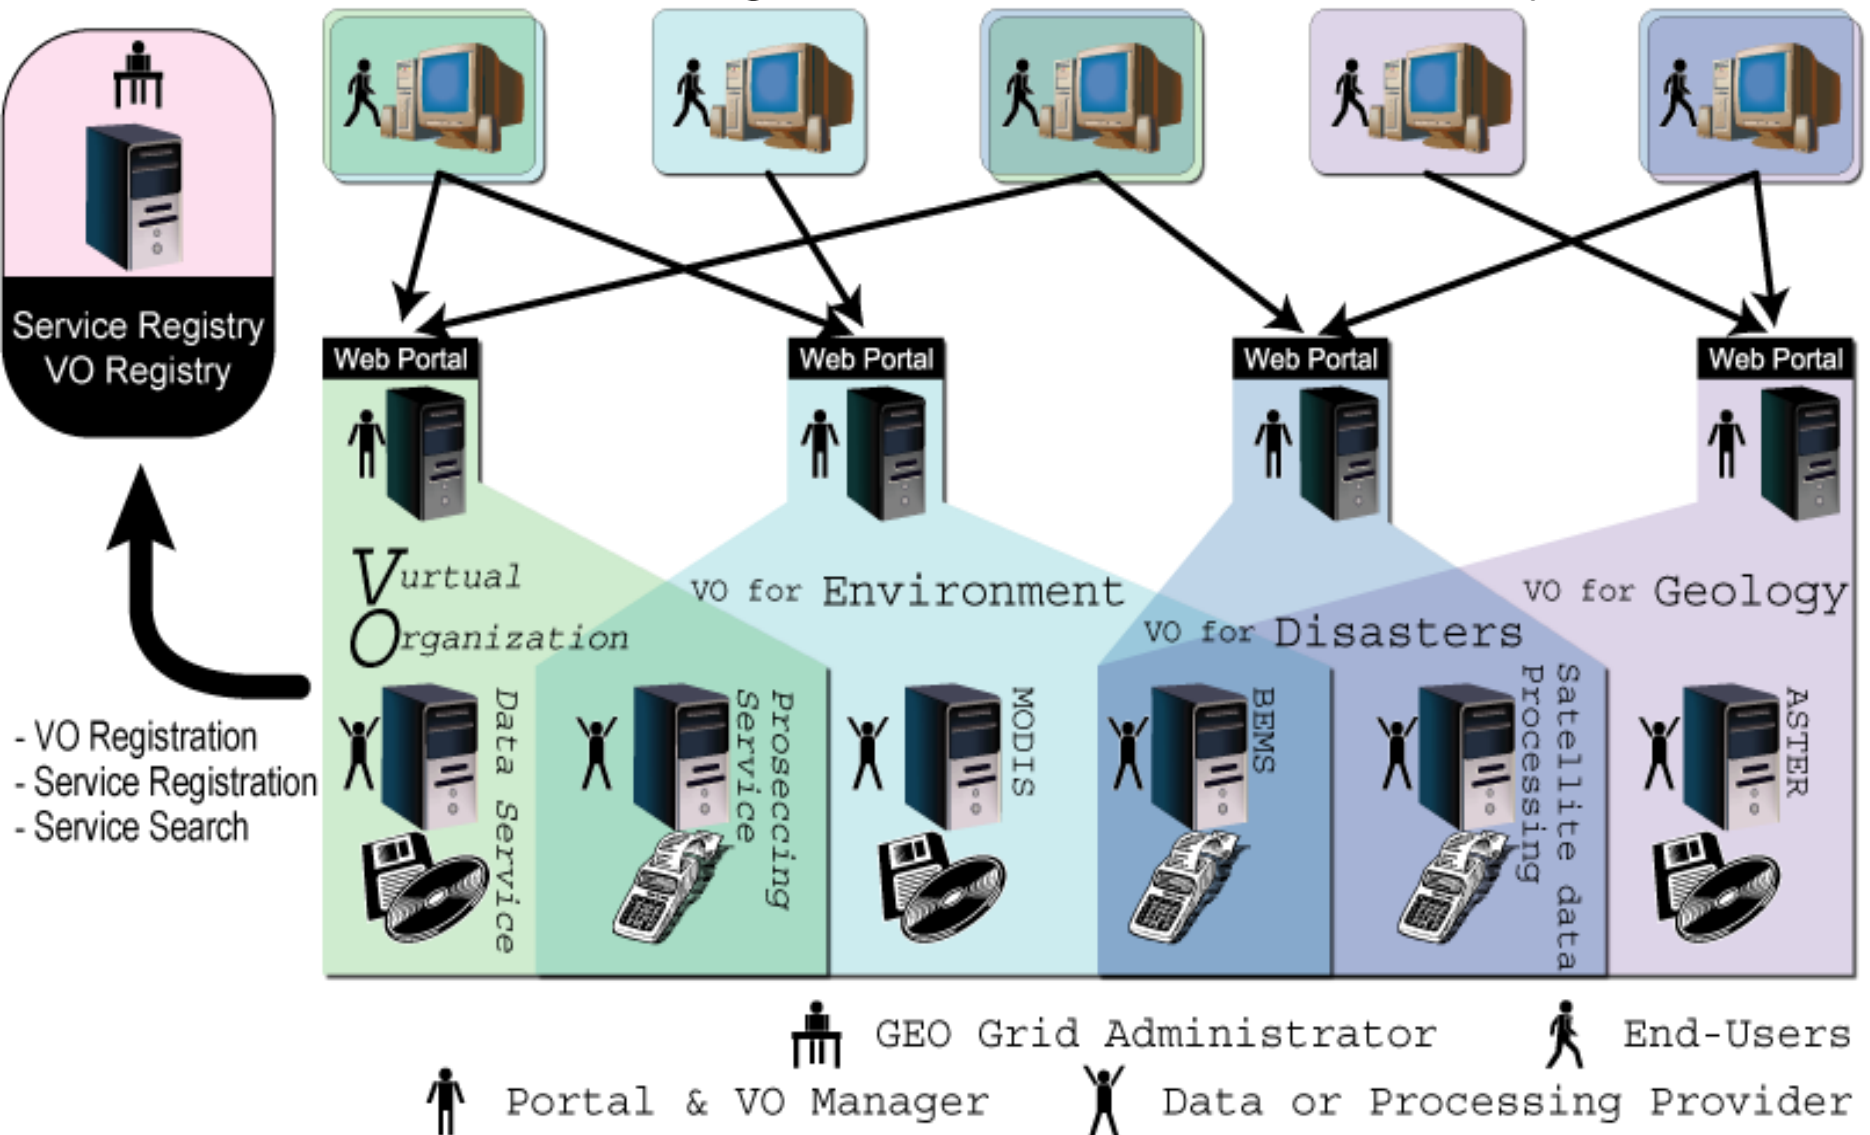 Service Registry
VO Registry
- VO Registration
- Service Registration
- Service Search
Web Portal
Web Portal
Web Portal
Web Portal
Vurtual
Organization
VO for Environment
VO for Disasters
VO for Geology
Data Service
Proseccing
Service
MODIS
BEMS
Satellite data
Processing
ASTER
GEO Grid Administrator
End-Users
Portal & VO Manager
Data or Processing Provider